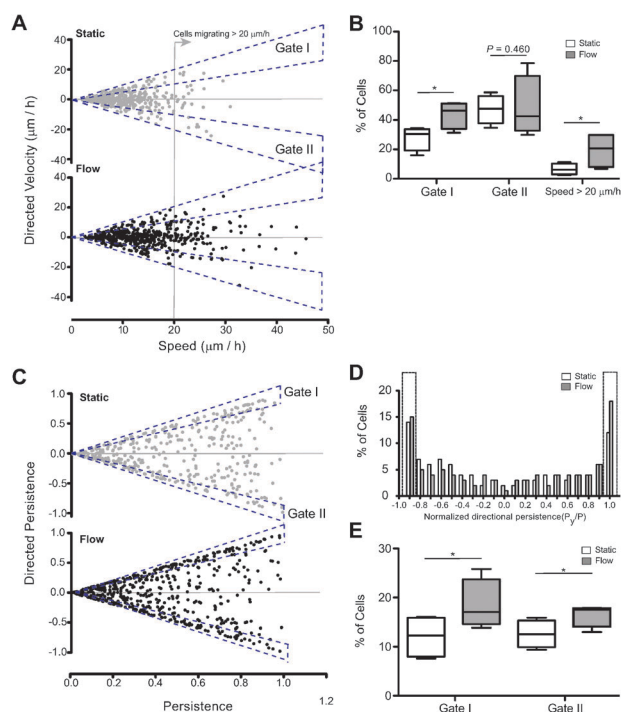 A
Static
Cells migrating > 20 μm/h
Gate I
Gate II
Flow
Directed Velocity (μm / h)
40
20
0
-20
-40
40
20
0
-20
-40
0
10
20
30
40
50
Speed (μm / h)
B
P = 0.460
Static
Flow
*
*
% of Cells
100
80
60
40
20
0
Gate I
Gate II
Speed > 20 μm/h
C
Static
Gate I
Gate II
Flow
Directed Persistence
1.0
0.5
0.0
-0.5
-1.0
1.0
0.5
0.0
-0.5
-1.0
0.0
0.2
0.4
0.6
0.8
1.0
1.2
Persistence
D
Static
Flow
% of Cells
20
15
10
5
0
-1.0 -0.8 -0.6 -0.4 -0.2 0.0 0.2 0.4 0.6 0.8 1.0
Normalized directional persistence(Py/P)
E
Static
Flow
*
*
% of Cells
30
20
10
0
Gate I
Gate II